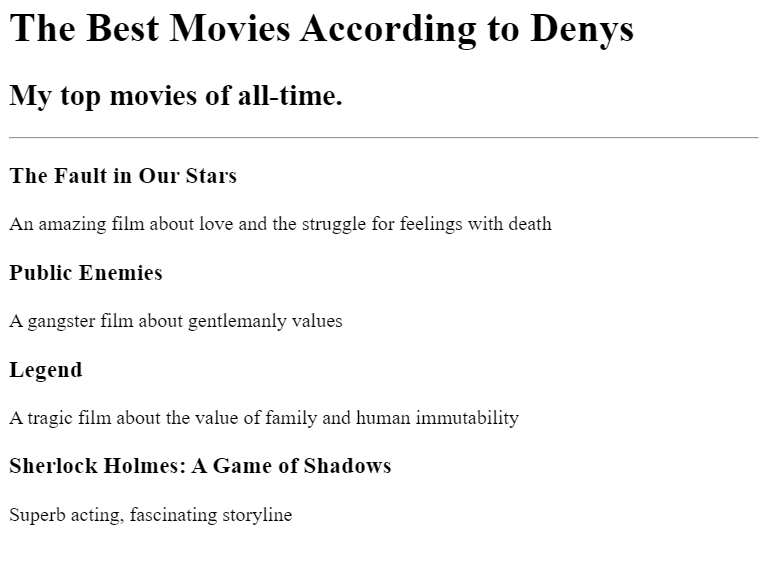 The Best Movies According to Denys
My top movies of all-time.
The Fault in Our Stars
An amazing film about love and the struggle for feelings with death
Public Enemies
A gangster film about gentlemanly values
Legend
A tragic film about the value of family and human immutability
Sherlock Holmes: A Game of Shadows
Superb acting, fascinating storyline